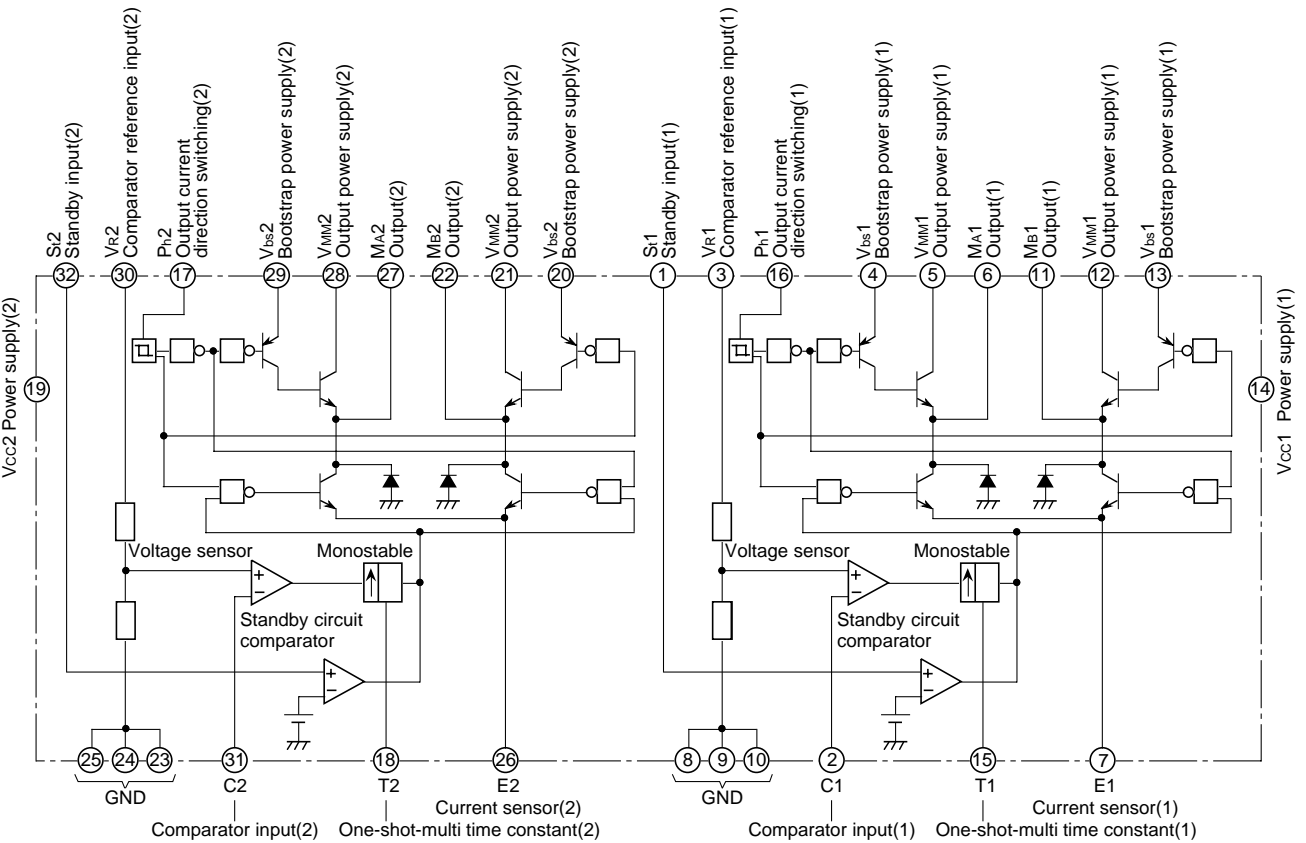 St2
Standby input(2)
VR2
Comparator reference input(2)
Ph2
Output current
direction switching(2)
Vbs2
Bootstrap power supply(2)
VMM2
Output power supply(2)
MA2
Output(2)
MB2
Output(2)
VMM2
Output power supply(2)
Vbs2
Bootstrap power supply(2)
St1
Standby input(1)
VR1
Comparator reference input(1)
Ph1
Output current
direction switching(1)
Vbs1
Bootstrap power supply(1)
VMM1
Output power supply(1)
MA1
Output(1)
MB1
Output(1)
VMM1
Output power supply(1)
Vbs1
Bootstrap power supply(1)
32 30 17 29 28 27 22 21 20 1 3 16 4 5 6 11 12 13
Vcc2 Power supply(2)
19
14
Vcc1 Power supply(1)
Voltage sensor Monostable
+
−
Standby circuit
comparator
+
−
Voltage sensor Monostable
+
−
Standby circuit
comparator
+
−
25 24 23 31 18 26 8 9 10 2 15 7
GND C2 T2 E2 GND C1 T1 E1
Current sensor(2) Current sensor(1)
Comparator input(2) One-shot-multi time constant(2) Comparator input(1) One-shot-multi time constant(1)